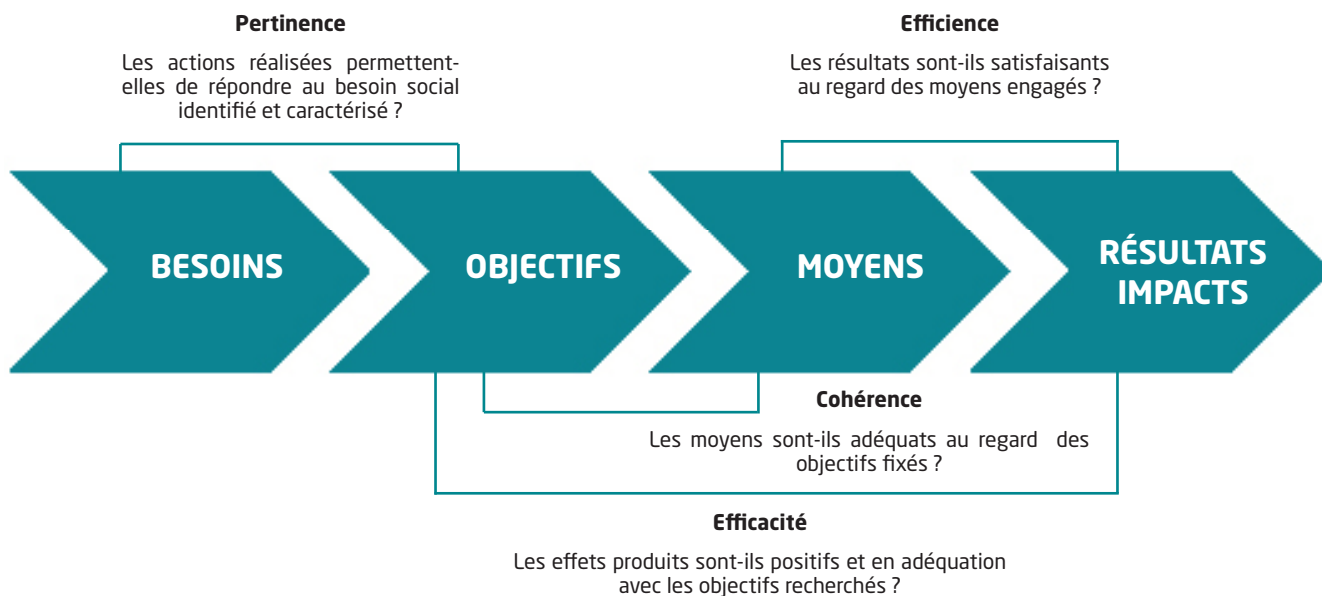 Pertinence
Les actions réalisées permettent-
elles de répondre au besoin social
identifié et caractérisé ?
Efficience
Les résultats sont-ils satisfaisants
au regard des moyens engagés ?
BESOINS
OBJECTIFS
MOYENS
RÉSULTATS
IMPACTS
Cohérence
Les moyens sont-ils adéquats au regard des
objectifs fixés ?
Efficacité
Les effets produits sont-ils positifs et en adéquation
avec les objectifs recherchés ?